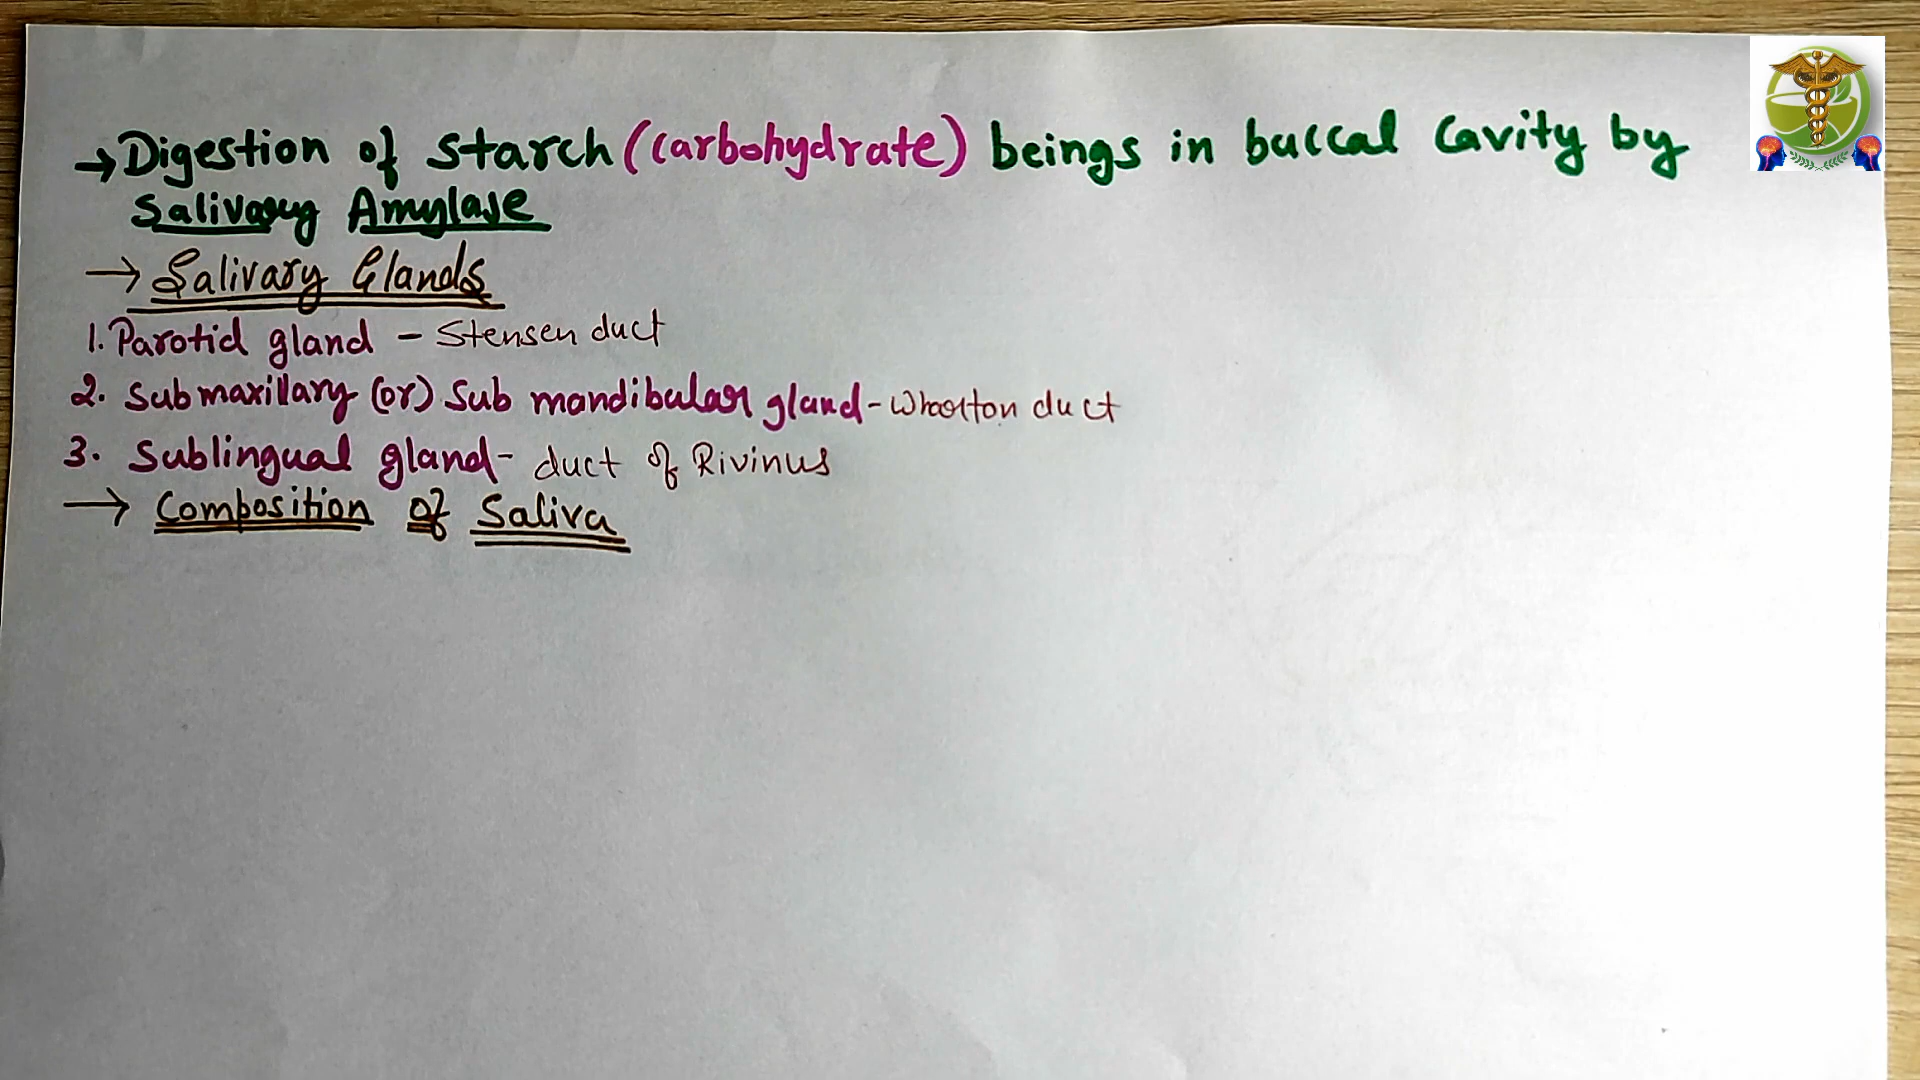 →Digestion of starch (carbohydrate) beings in buccal cavity by
Salivary Amylase
→ Salivary Glands
1. Parotid gland - Stensen duct
2. Submaxillary (or) Sub mandibular gland - Wharton duct
3. Sublingual gland - duct of Rivinus
→ Composition of Saliva